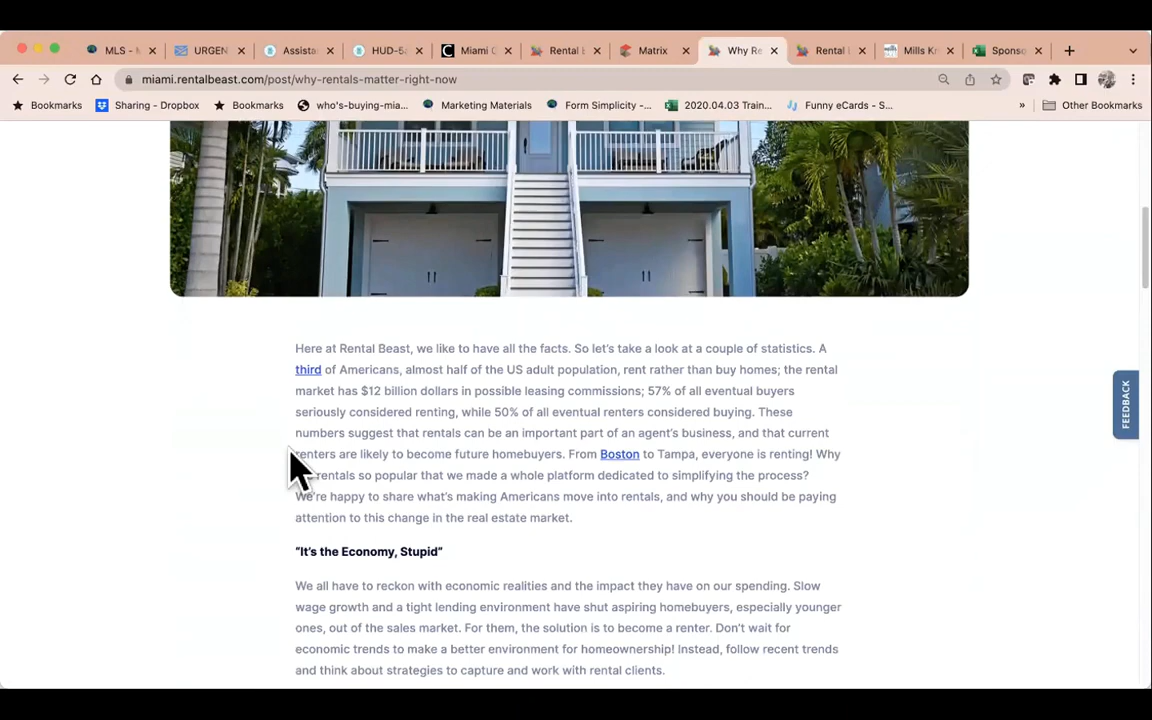 MLS - M
URGEN
Assista
HUD-5
Miami C
Rental B
Matrix
Why Re
Rental B
Mills Kn
Sponso
miami.rentalbeast.com/post/why-rentals-matter-right-now
Bookmarks
Sharing - Dropbox
Bookmarks
who's-buying-mia...
Marketing Materials
Form Simplicity -...
2020.04.03 Train...
Funny eCards - S...
»
Other Bookmarks
Here at Rental Beast, we like to have all the facts. So let's take a look at a couple of statistics. A
third of Americans, almost half of the US adult population, rent rather than buy homes; the rental
market has $12 billion dollars in possible leasing commissions; 57% of all eventual buyers
seriously considered renting, while 50% of all eventual renters considered buying. These
numbers suggest that rentals can be an important part of an agent's business, and that current
renters are likely to become future homebuyers. From Boston to Tampa, everyone is renting! Why
rentals so popular that we made a whole platform dedicated to simplifying the process?
We're happy to share what's making Americans move into rentals, and why you should be paying
attention to this change in the real estate market.
"It's the Economy, Stupid"
We all have to reckon with economic realities and the impact they have on our spending. Slow
wage growth and a tight lending environment have shut aspiring homebuyers, especially younger
ones, out of the sales market. For them, the solution is to become a renter. Don't wait for
economic trends to make a better environment for homeownership! Instead, follow recent trends
and think about strategies to capture and work with rental clients.
FEEDBACK